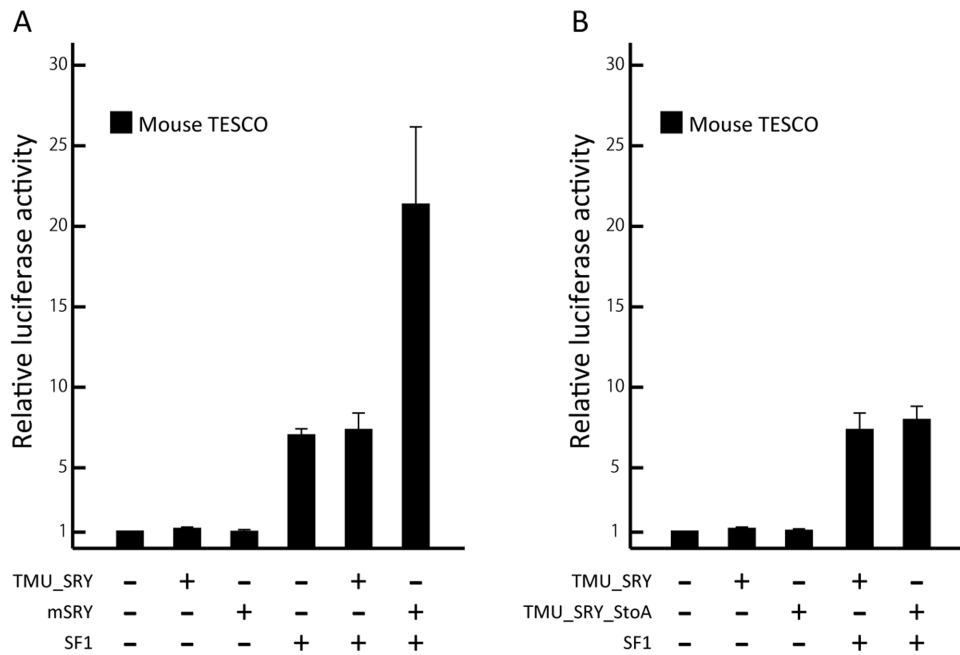 A
Relative luciferase activity
30
25
20
15
10
5
1
Mouse TESCO
TMU_SRY – + – – + –
mSRY – – + – – +
SF1 – – – + + +
B
Relative luciferase activity
30
25
20
15
10
5
1
Mouse TESCO
TMU_SRY – + – + –
TMU_SRY_StoA – – + – +
SF1 – – – + +